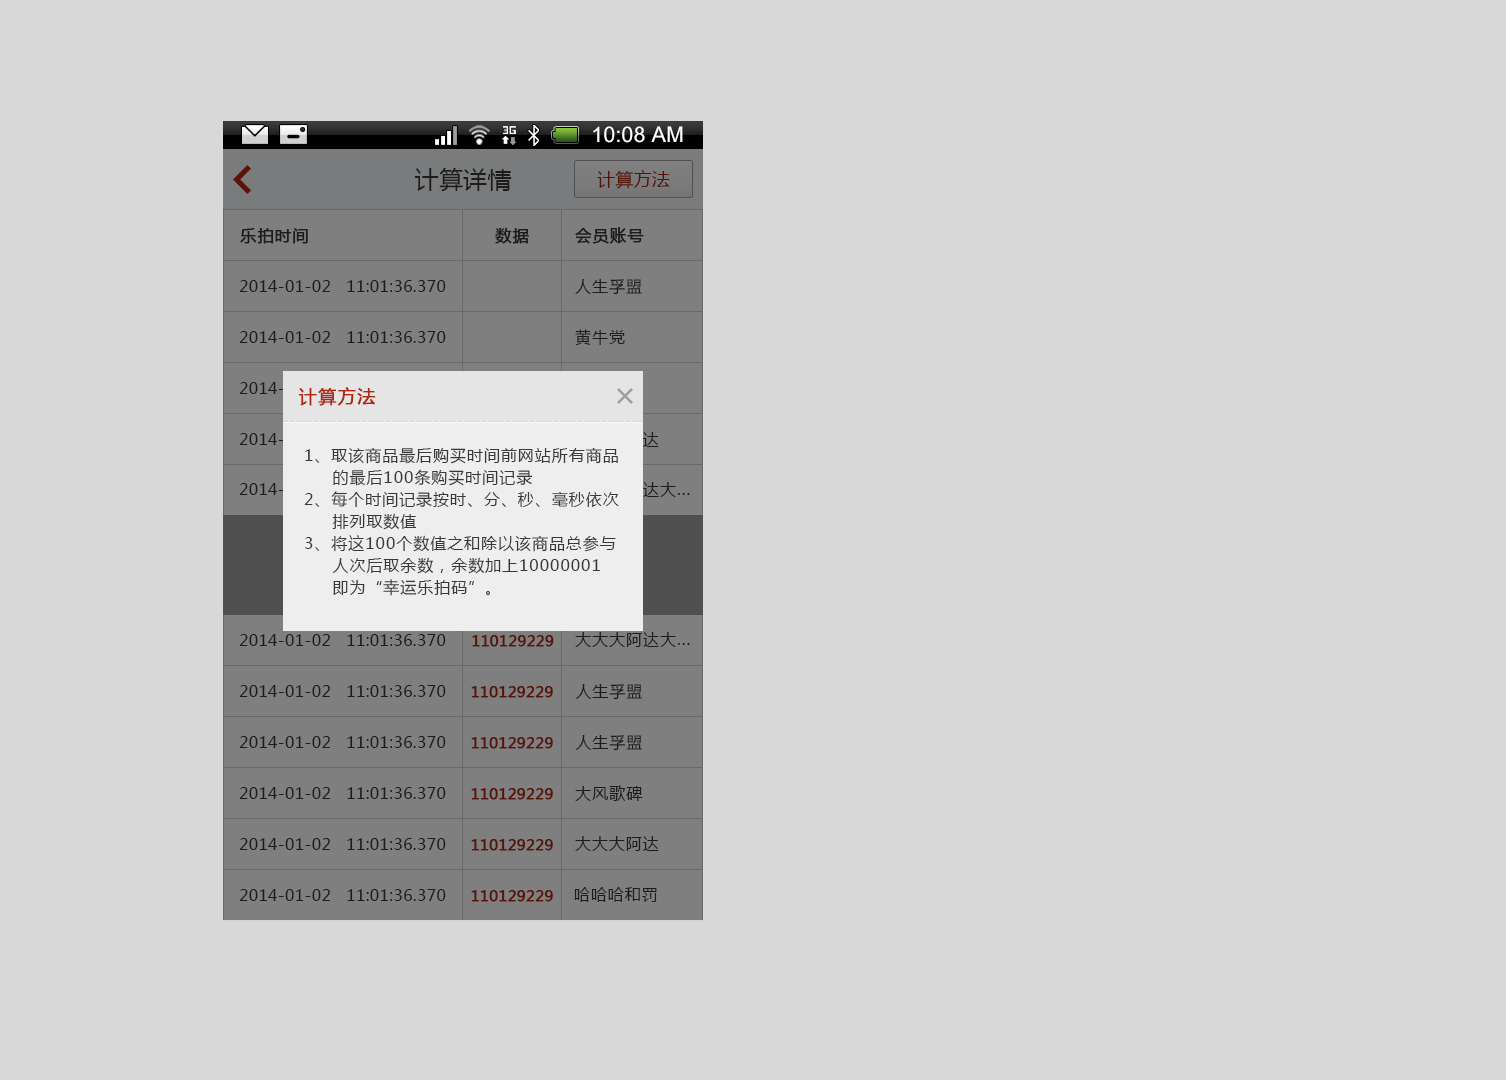 3G 10:08 AM
计算详情 计算方法
乐拍时间 数据 会员账号
2014-01-02 11:01:36.370 人生孚盟
2014-01-02 11:01:36.370 黄牛党
2014-
2014- 达
2014- 达大...
计算方法
1、取该商品最后购买时间前网站所有商品
的最后100条购买时间记录
2、每个时间记录按时、分、秒、毫秒依次
排列取数值
3、将这100个数值之和除以该商品总参与
人次后取余数，余数加上10000001
即为“幸运乐拍码”。
2014-01-02 11:01:36.370 110129229 大大大阿达大...
2014-01-02 11:01:36.370 110129229 人生孚盟
2014-01-02 11:01:36.370 110129229 人生孚盟
2014-01-02 11:01:36.370 110129229 大风歌碑
2014-01-02 11:01:36.370 110129229 大大大阿达
2014-01-02 11:01:36.370 110129229 哈哈哈和罚